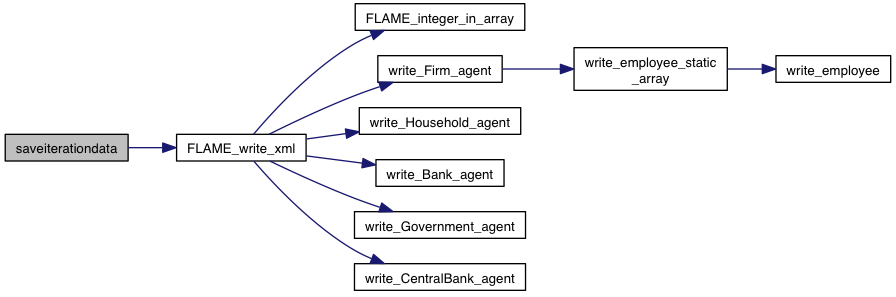 FLAME_integer_in_array
write_Firm_agent
write_employee_static
_array
write_employee
write_Household_agent
saveiterationdata
FLAME_write_xml
write_Bank_agent
write_Government_agent
write_CentralBank_agent